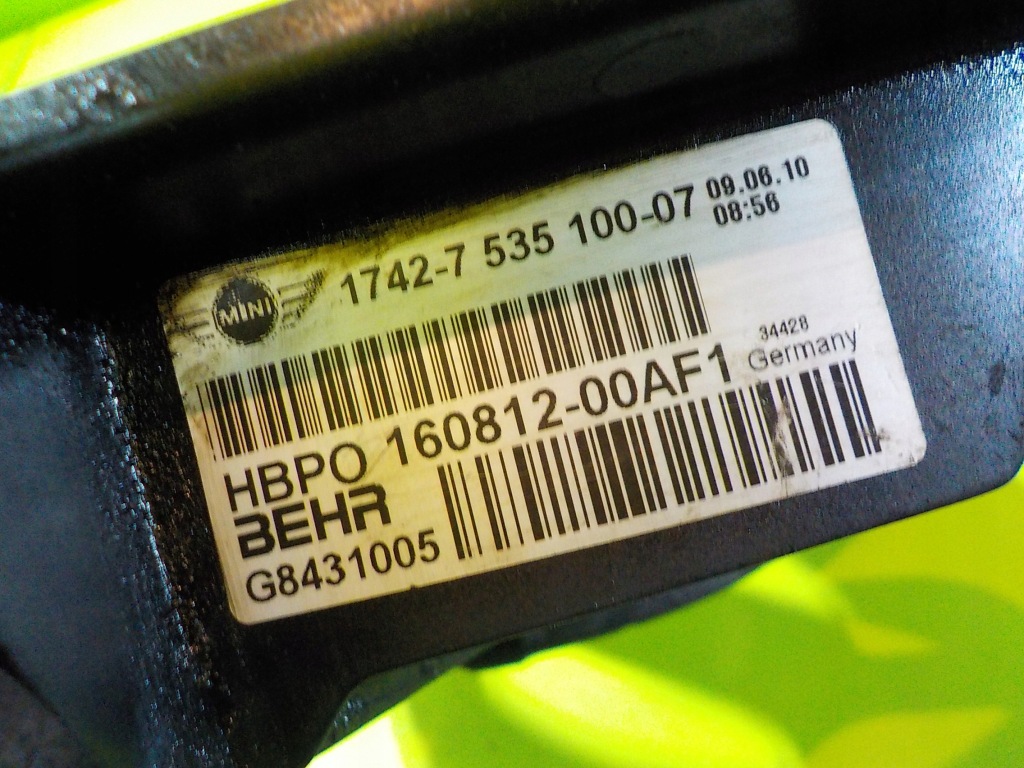 MINI 1742-7 535 100-07 09.06.10
08:56
34428
HBPO 160812-00AF1 Germany
BEHR
G8431005